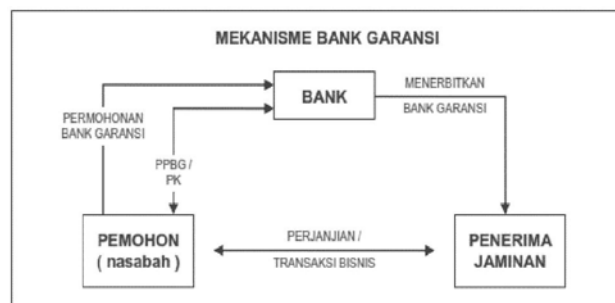 MEKANISME BANK GARANSI
BANK
MENERBITKAN
BANK GARANSI
PERMOHONAN
BANK GARANSI
PPBG /
PK
PEMOHON
( nasabah )
PERJANJIAN /
TRANSAKSI BISNIS
PENERIMA
JAMINAN